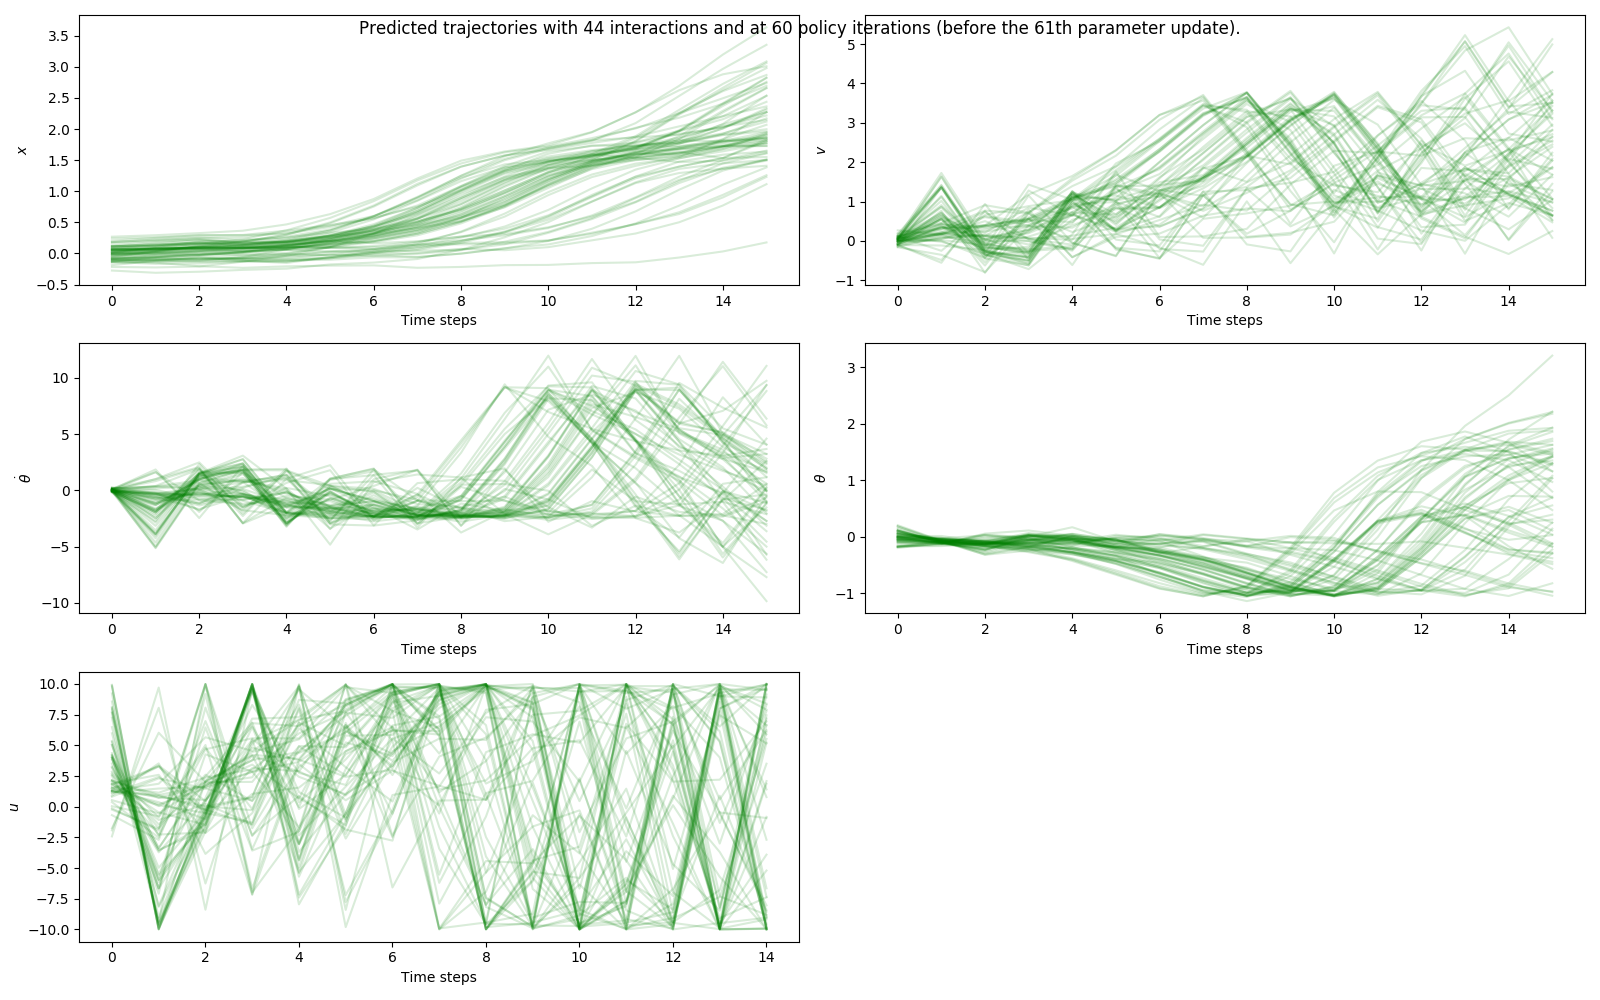 Predicted trajectories with 44 interactions and at 60 policy iterations (before the 61th parameter update).
3.5
3.0
2.5
2.0
1.5
1.0
0.5
0.0
−0.5
x
0 2 4 6 8 10 12 14
Time steps
5
4
3
2
1
0
−1
v
0 2 4 6 8 10 12 14
Time steps
10
5
0
−5
−10
θ̇
0 2 4 6 8 10 12 14
Time steps
3
2
1
0
−1
θ
0 2 4 6 8 10 12 14
Time steps
10.0
7.5
5.0
2.5
0.0
−2.5
−5.0
−7.5
−10.0
u
0 2 4 6 8 10 12 14
Time steps